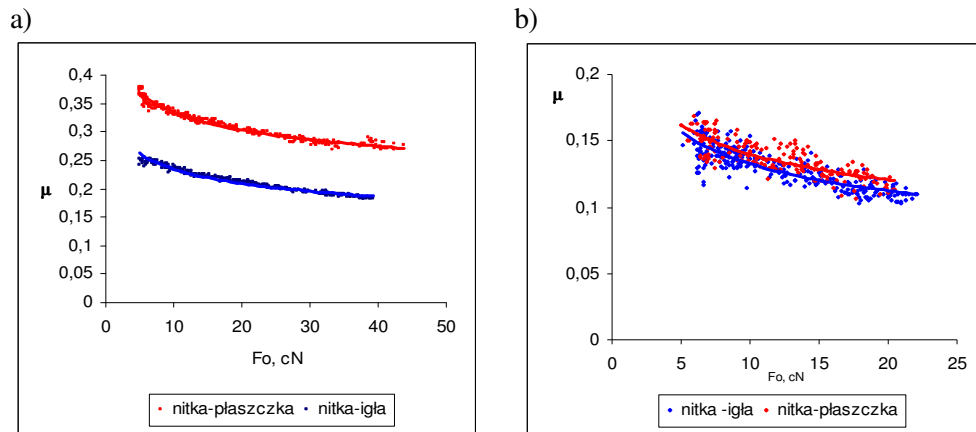 a)
0,4
0,35
0,3
0,25
μ
0,2
0,15
0,1
0,05
0
0 10 20 30 40 50
Fo, cN
nitka-płaszczka nitka-igła
b)
0,2
μ
0,15
0,1
0,05
0
0 5 10 15 20 25
Fo, cN
nitka -igła nitka-płaszczka